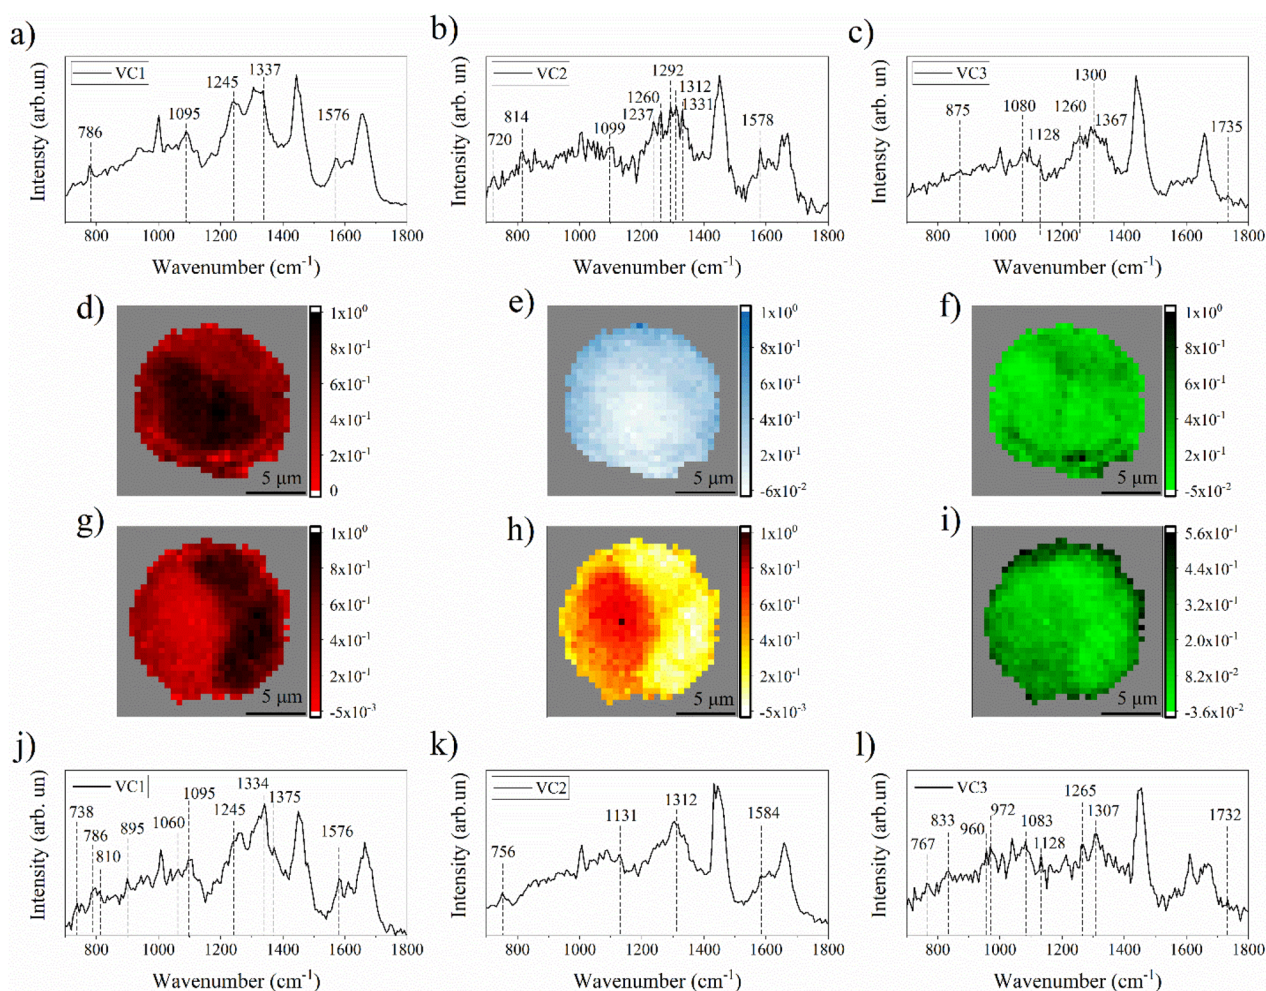 a)
VC1
786
1095
1245
1337
1576
Intensty (arb.un)
800 1000 1200 1400 1600 1800
Wavenumber (cm-1)
b)
VC2
720
814
1099
1237
1260
1292
1312
1331
1578
Intensty (arb.un)
800 1000 1200 1400 1600 1800
Wavenumber (cm-1)
c)
VC3
875
1080
1128
1260
1300
1367
1735
Intensty (arb.un)
800 1000 1200 1400 1600 1800
Wavenumber (cm-1)
d)
1x10^0
8x10^-1
6x10^-1
4x10^-1
2x10^-1
0
5 μm
e)
1x10^0
8x10^-1
6x10^-1
4x10^-1
2x10^-1
-6x10^-2
5 μm
f)
1x10^0
8x10^-1
6x10^-1
4x10^-1
2x10^-1
-5x10^-2
5 μm
g)
1x10^0
8x10^-1
6x10^-1
4x10^-1
2x10^-1
-5x10^-3
5 μm
h)
1x10^0
8x10^-1
6x10^-1
4x10^-1
2x10^-1
-5x10^-3
5 μm
i)
5.6x10^-1
4.4x10^-1
3.2x10^-1
2.0x10^-1
8.2x10^-2
-3.6x10^-2
5 μm
j)
VC1
738
786
810
895
1060
1095
1245
1334
1375
1576
Intensity (arb. un)
800 1000 1200 1400 1600 1800
Wavenumber (cm-1)
k)
VC2
756
1131
1312
1584
Intensity (arb. un)
800 1000 1200 1400 1600 1800
Wavenumber (cm-1)
l)
VC3
767
833
960
972
1083
1128
1265
1307
1732
Intensity (arb. un)
800 1000 1200 1400 1600 1800
Wavenumber (cm-1)